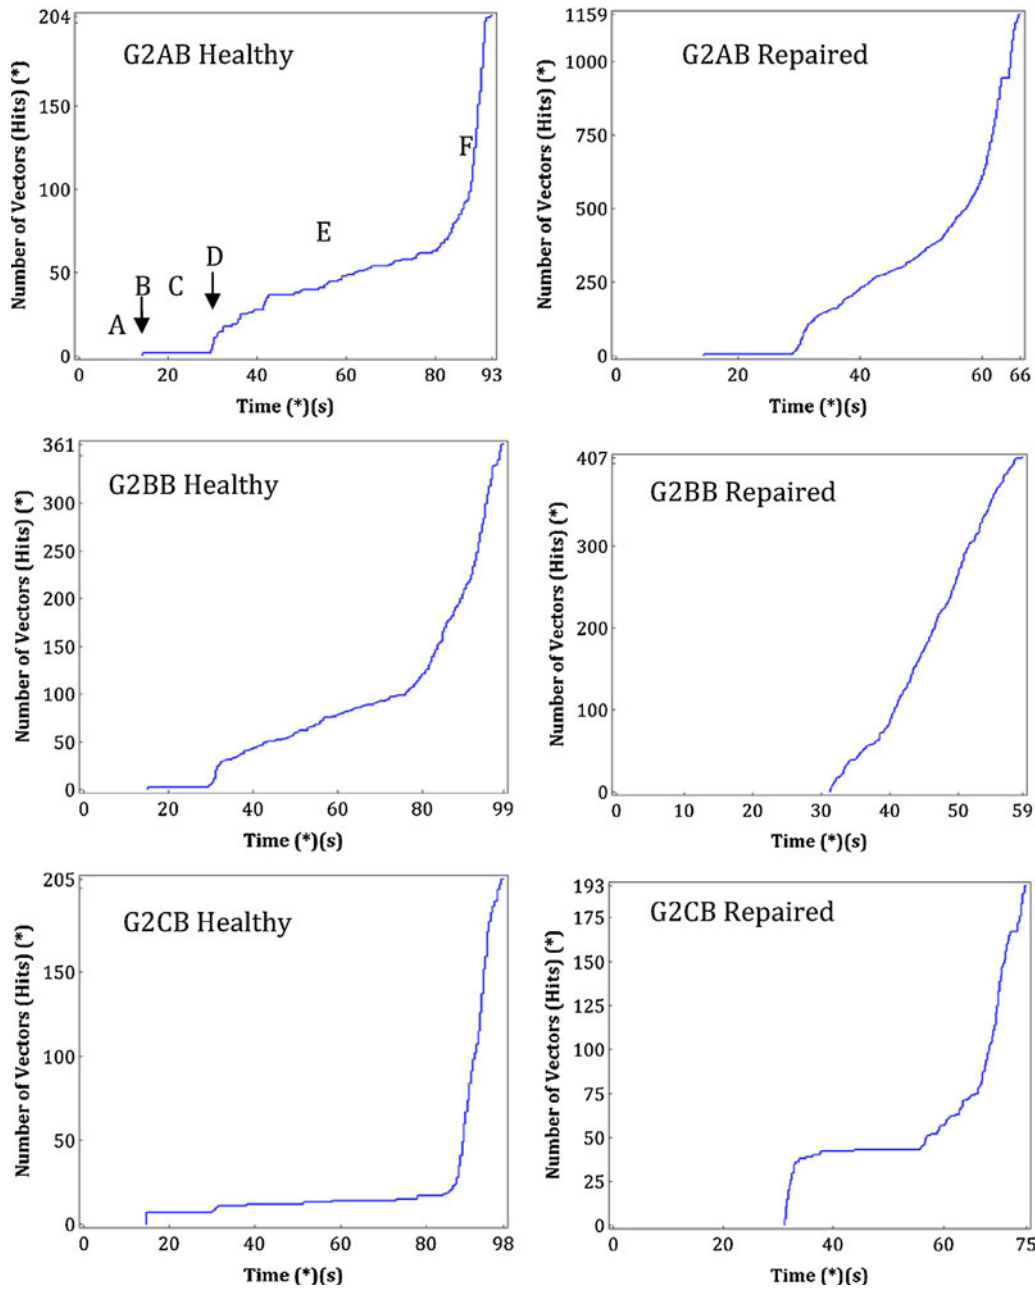 204
G2AB Healthy
150
100
50
0
Number of Vectors (Hits) (*)
A
B
C
D
E
F
0 20 40 60 80 93
Time (*)(s)
1159
G2AB Repaired
1000
750
500
250
0
Number of Vectors (Hits) (*)
0 20 40 60 66
Time (*)(s)
361
G2BB Healthy
300
250
200
150
100
50
0
Number of Vectors (Hits) (*)
0 20 40 60 80 99
Time (*)(s)
407
G2BB Repaired
300
200
100
0
Number of Vectors (Hits) (*)
0 10 20 30 40 50 59
Time (*)(s)
205
G2CB Healthy
150
100
50
0
Number of Vectors (Hits) (*)
0 20 40 60 80 98
Time (*)(s)
193
G2CB Repaired
175
150
125
100
75
50
25
0
Number of Vectors (Hits) (*)
0 20 40 60 75
Time (*)(s)